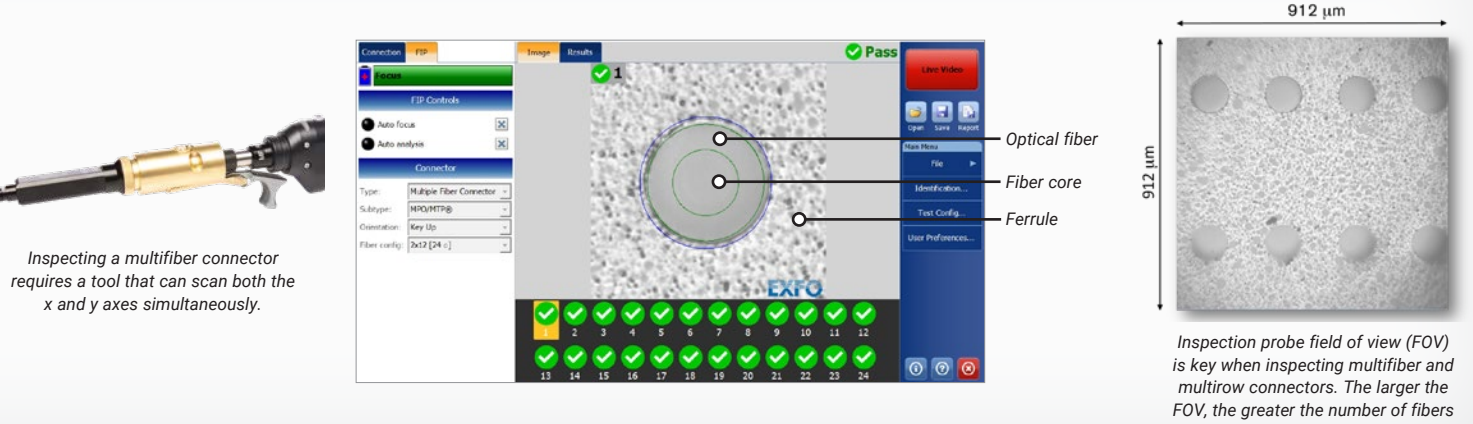 Inspecting a multifiber connector
requires a tool that can scan both the
x and y axes simultaneously.
Connection FIP
Focus
FIP Controls
Auto focus
Auto analysis
Connector
Type: Multiple Fiber Connector
Subtype: MPO/MTP®
Orientation: Key Up
Fiber config: 2x12 [24 c]
Image Results
Pass
1
EXFO
1 2 3 4 5 6 7 8 9 10 11 12
13 14 15 16 17 18 19 20 21 22 23 24
Live Video
Open Save Report
Main Menu
File
Identification...
Test Config...
User Preferences...
Optical fiber
Fiber core
Ferrule
912 µm
912 µm
Inspection probe field of view (FOV)
is key when inspecting multifiber and
multirow connectors. The larger the
FOV, the greater the number of fibers